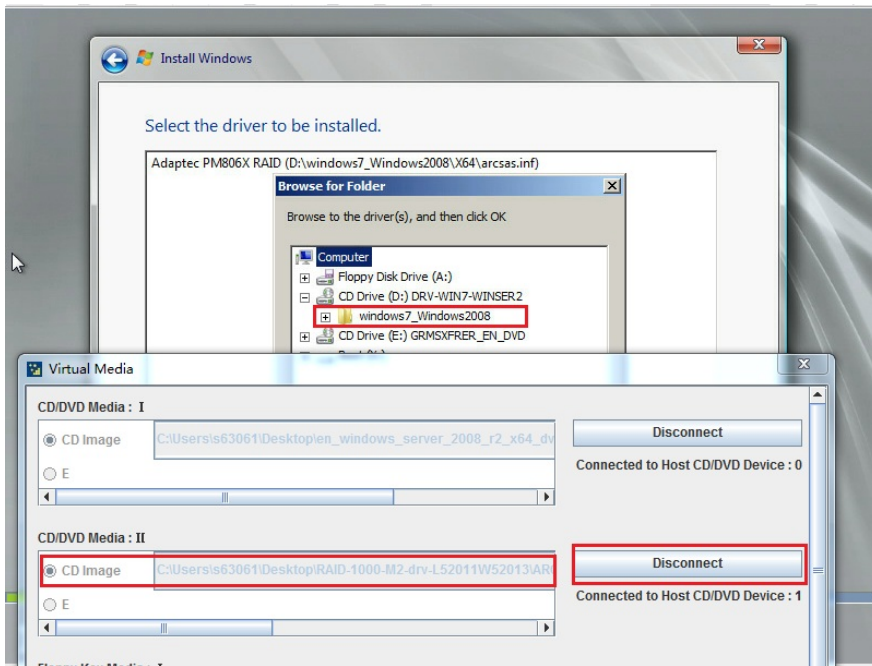 Install Windows
Select the driver to be installed.
Adaptec PM806X RAID (D:\windows7_Windows2008\X64\arcsas.inf)
Browse for Folder
Browse to the driver(s), and then click OK
Computer
Floppy Disk Drive (A:)
CD Drive (D:) DRV-WIN7-WINSER2
windows7_Windows2008
CD Drive (E:) GRMSXFRER_EN_DVD
Virtual Media
CD/DVD Media : I
CD Image C:\Users\s63061\Desktop\en_windows_server_2008_r2_x64_dv Disconnect
E Connected to Host CD/DVD Device : 0
CD/DVD Media : II
CD Image C:\Users\s63061\Desktop\RAID-1000-M2-drv-L52011W52013\ARC Disconnect
E Connected to Host CD/DVD Device : 1